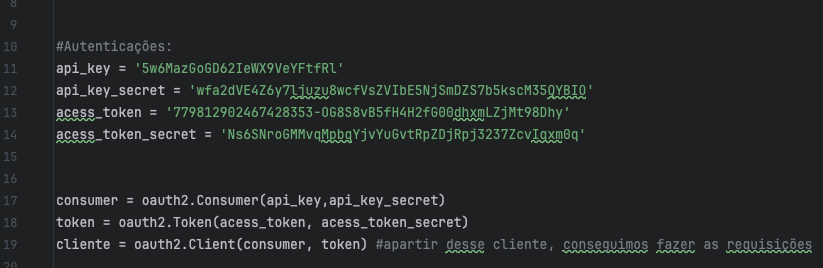 8
9
10 #Autenticações:
11 api_key = '5w6MazGoGD62IeWX9VeYFtfRl'
12 api_key_secret = 'wfa2dVE4Z6y7ljuzu8wcfVsZVIbE5NjSmDZS7b5kscM35QYBIO'
13 acess_token = '779812902467428353-OG8S8vB5fH4H2fG00dhxmLZjMt98Dhy'
14 acess_token_secret = 'Ns6SNroGMMvqMpbqYjvYuGvtRpZDjRpj3237ZcvIgxm0q'
15
16
17 consumer = oauth2.Consumer(api_key,api_key_secret)
18 token = oauth2.Token(acess_token, acess_token_secret)
19 cliente = oauth2.Client(consumer, token) #apartir desse cliente, conseguimos fazer as requisições
20